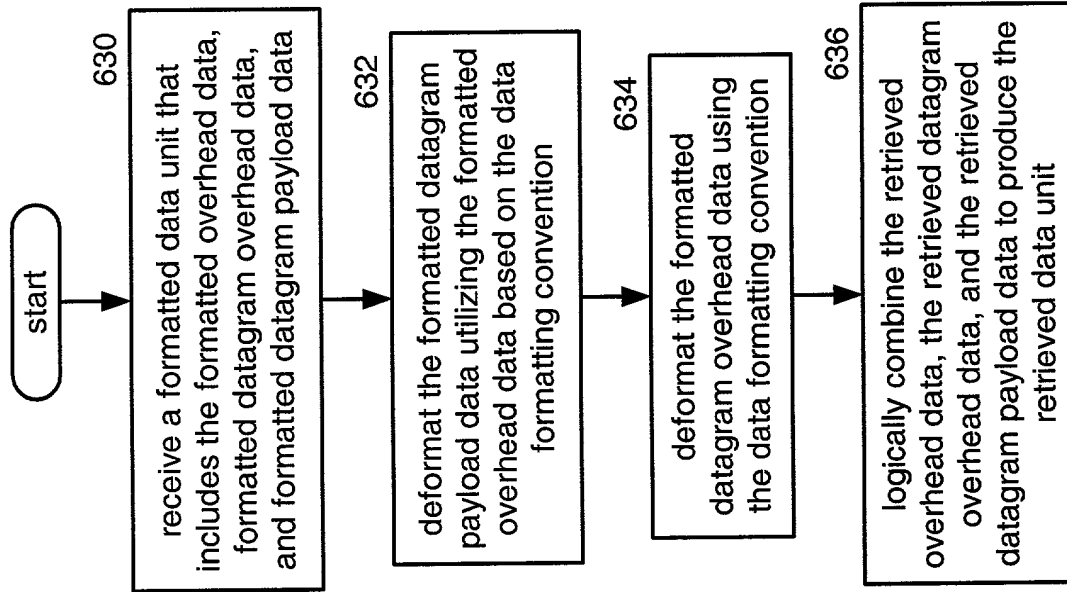 start
630
receive a formatted data unit that
includes the formatted overhead data,
formatted datagram overhead data,
and formatted datagram payload data
632
deformat the formatted datagram
payload data utilizing the formatted
overhead data based on the data
formatting convention
634
deformat the formatted
datagram overhead data using
the data formatting convention
636
logically combine the retrieved
overhead data, the retrieved datagram
overhead data, and the retrieved
datagram payload data to produce the
retrieved data unit